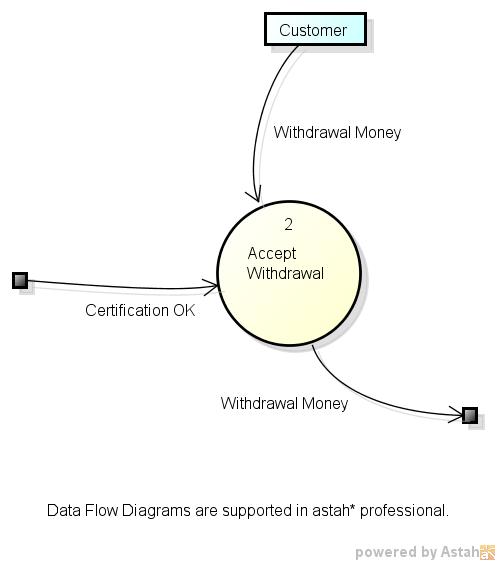 Customer
Withdrawal Money
2
Accept
Withdrawal
Certification OK
Withdrawal Money
Data Flow Diagrams are supported in astah* professional.
powered by Astah